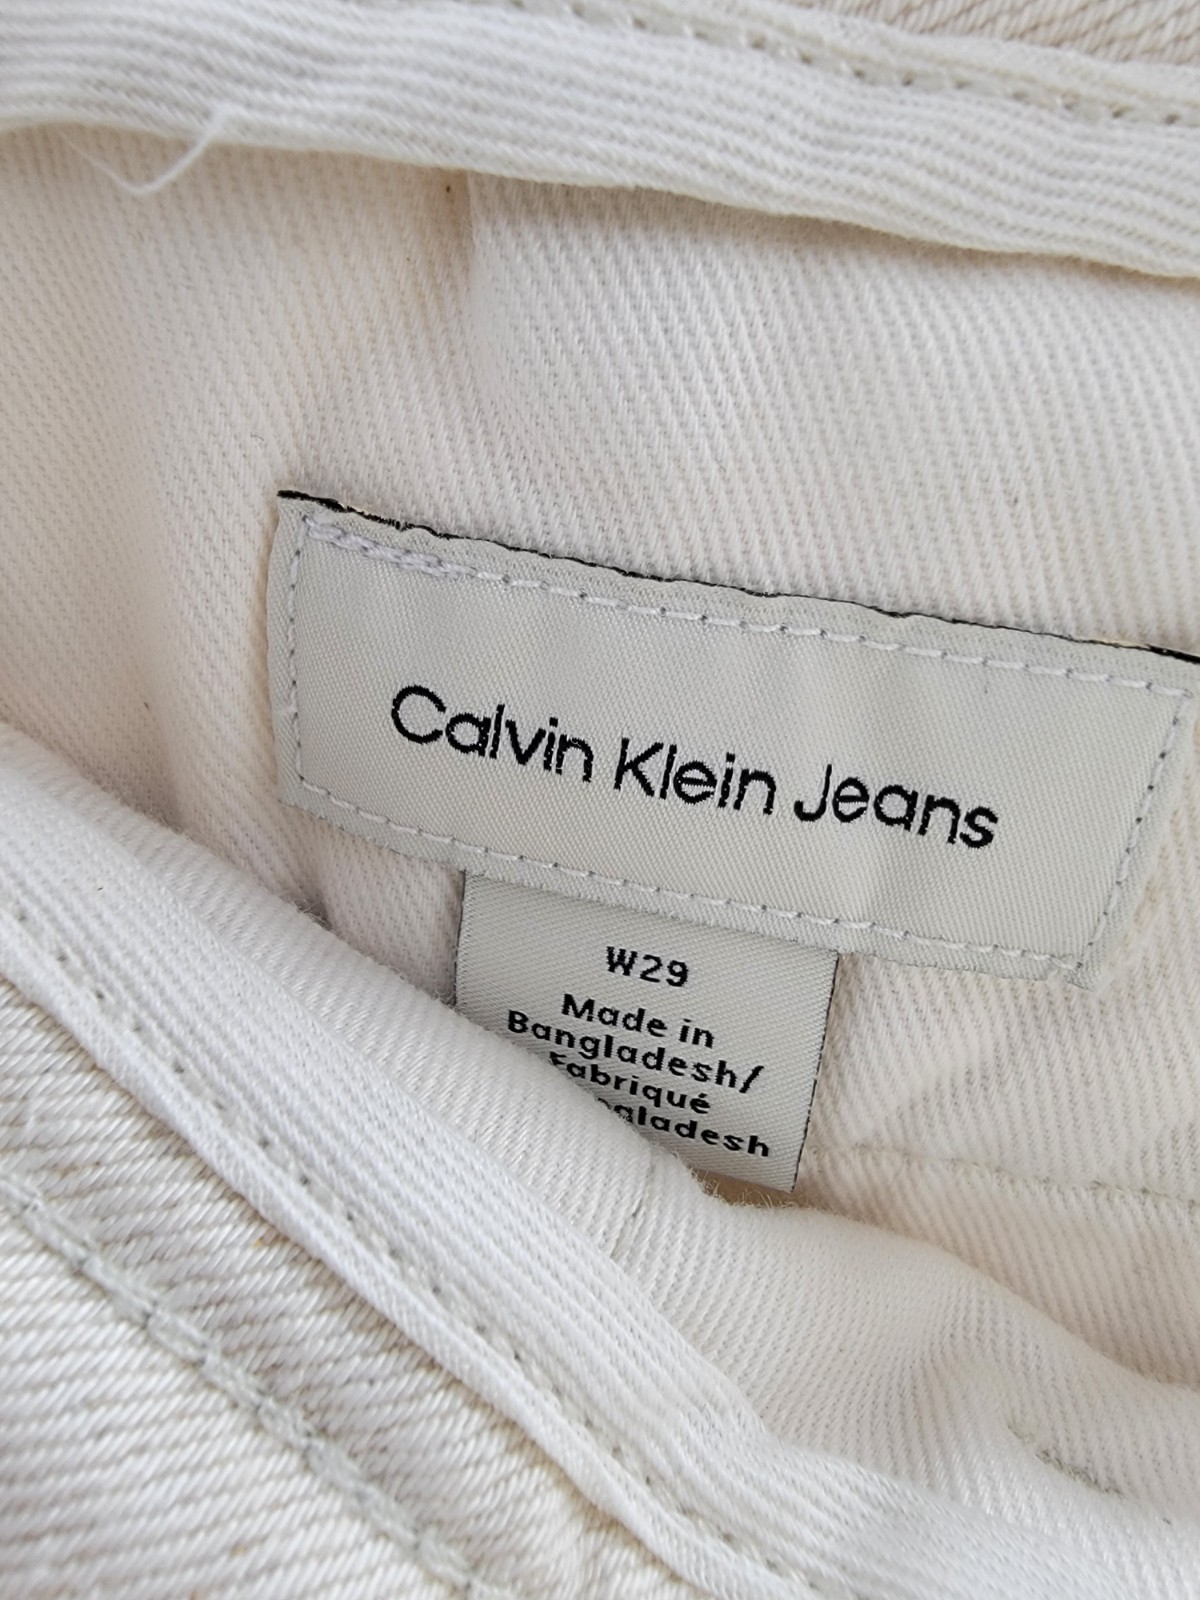 Calvin Klein Jeans
W29
Made in
Bangladesh/
Fabriqué